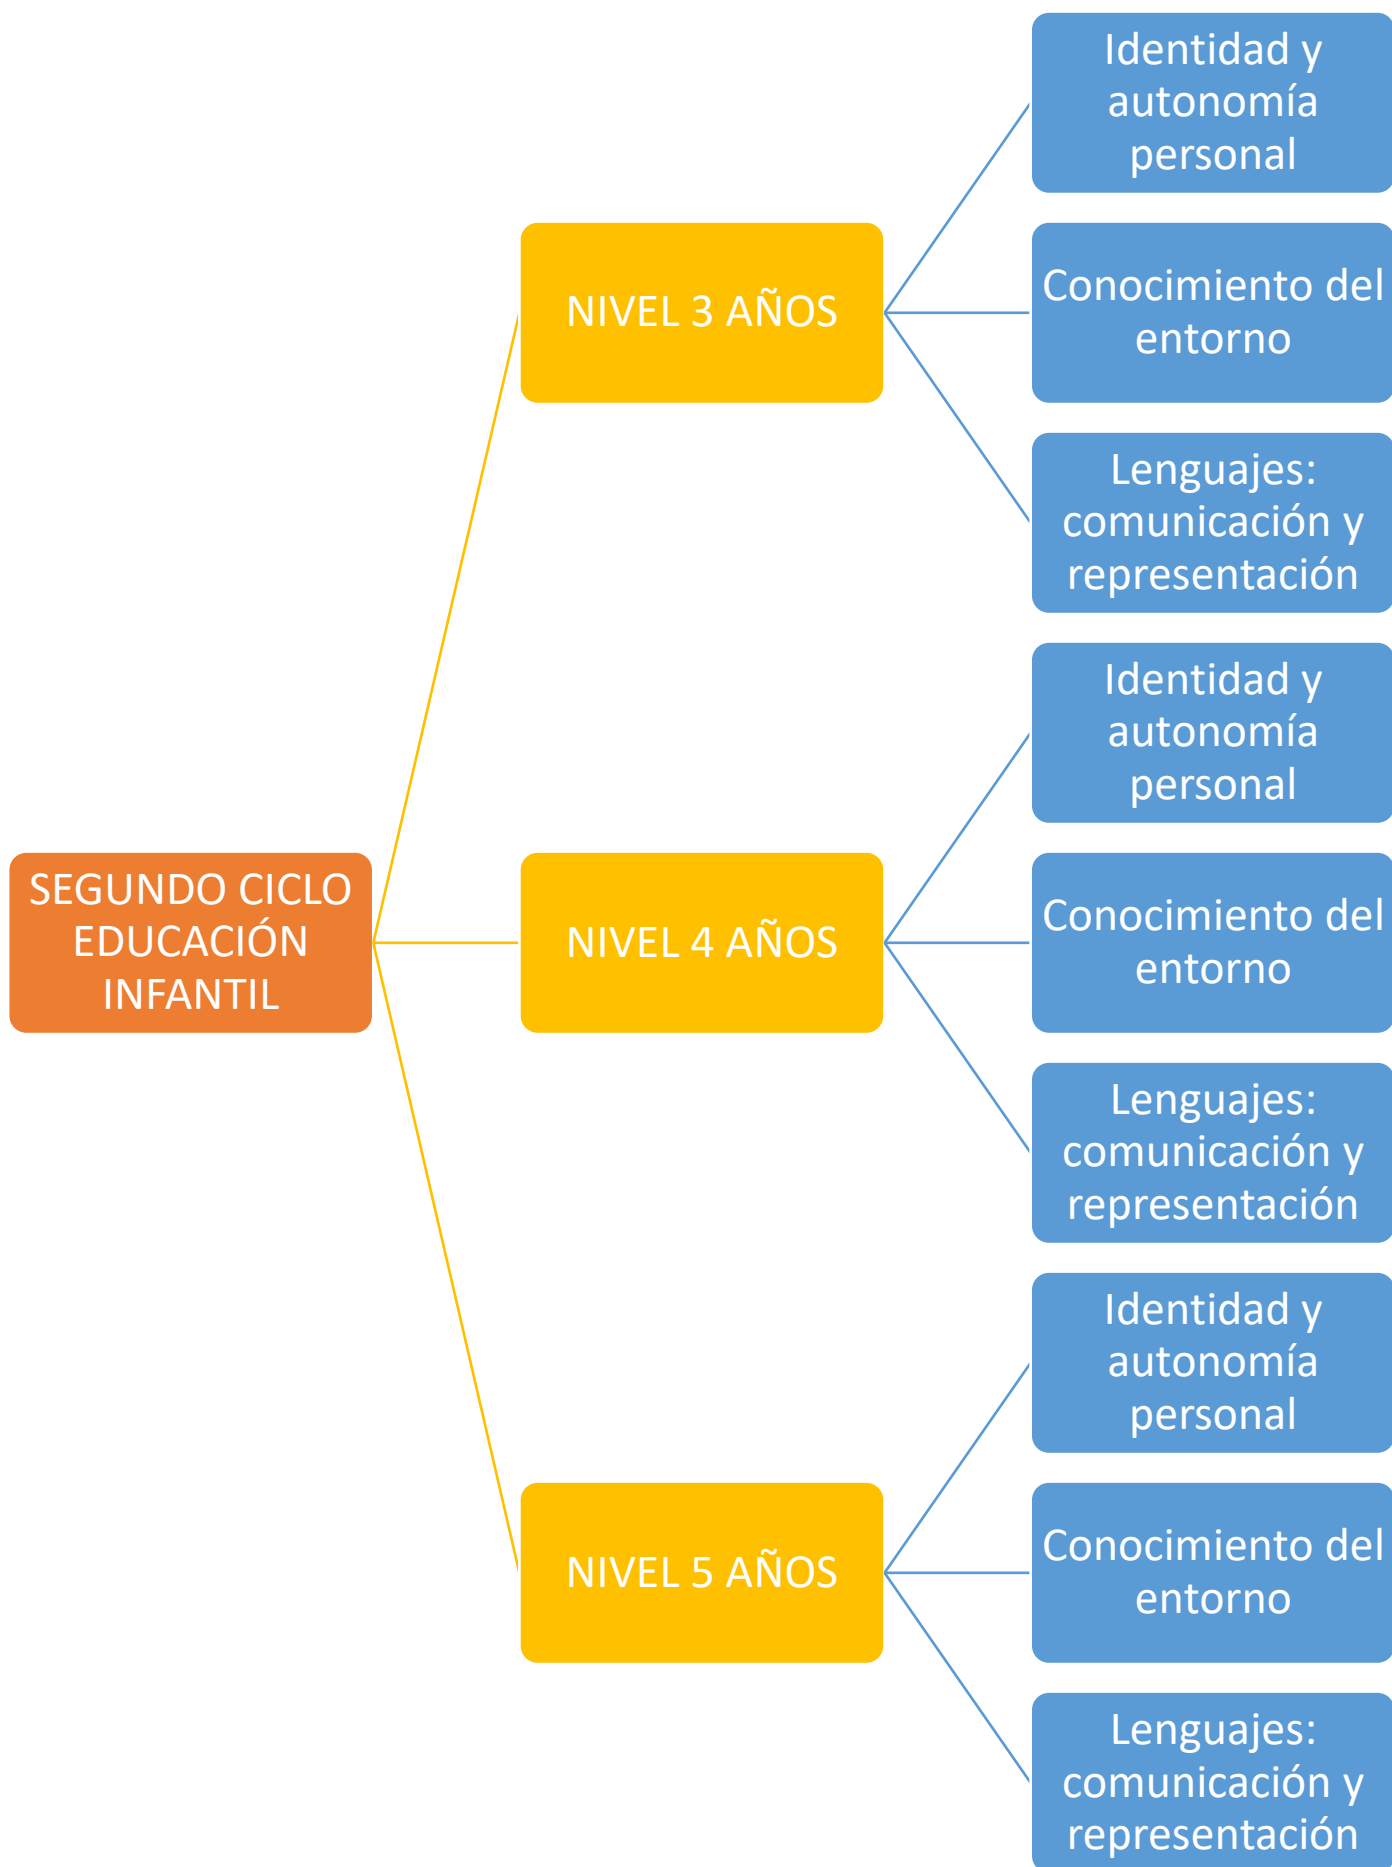 SEGUNDO CICLO
EDUCACIÓN
INFANTIL
NIVEL 3 AÑOS
Identidad y
autonomía
personal
Conocimiento del
entorno
Lenguajes:
comunicación y
representación
NIVEL 4 AÑOS
Identidad y
autonomía
personal
Conocimiento del
entorno
Lenguajes:
comunicación y
representación
NIVEL 5 AÑOS
Identidad y
autonomía
personal
Conocimiento del
entorno
Lenguajes:
comunicación y
representación